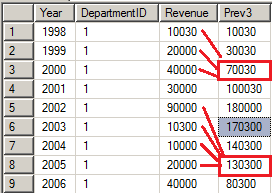 Year DepartmentID Revenue Prev3
1 1998 1 10030 10030
2 1999 1 20000 30030
3 2000 1 40000 70030
4 2001 1 30000 100030
5 2002 1 90000 180000
6 2003 1 10300 170300
7 2004 1 10000 140300
8 2005 1 20000 130300
9 2006 1 40000 80300